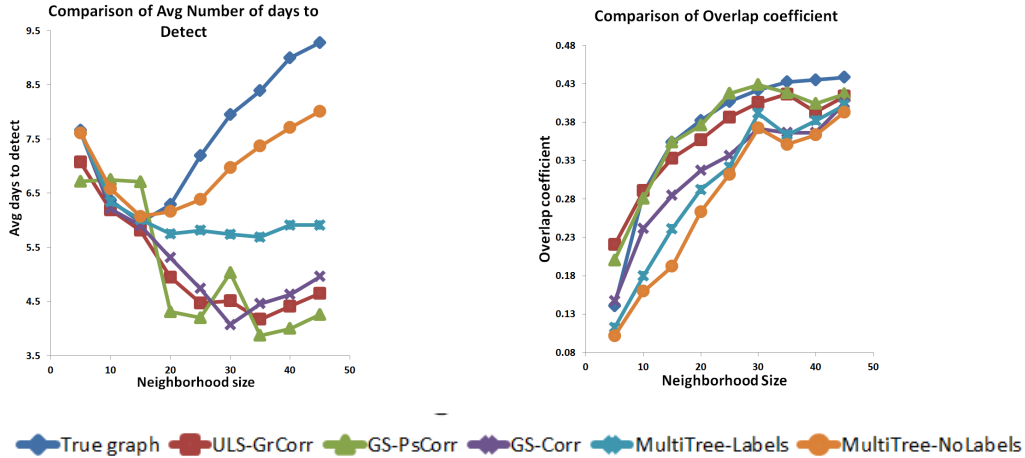 Comparison of Avg Number of days to
Detect
9.5
8.5
7.5
6.5
5.5
4.5
3.5
Avg days to detect
0 10 20 30 40 50
Neighborhood size
Comparison of Overlap coefficient
0.48
0.43
0.38
0.33
0.28
0.23
0.18
0.13
0.08
Overlap coefficient
0 10 20 30 40 50
Neighborhood Size
True graph ULS-GrCorr GS-PsCorr GS-Corr MultiTree-Labels MultiTree-NoLabels